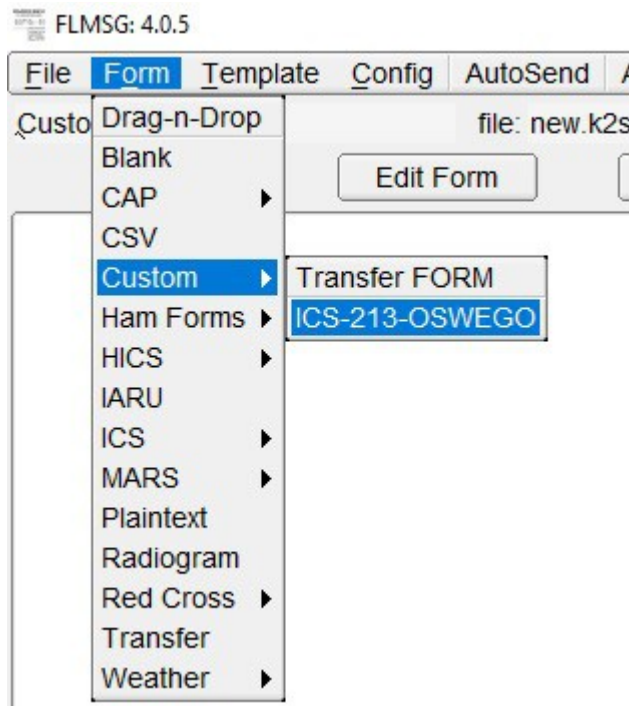 FLMSG: 4.0.5
File Form Template Config AutoSend A
Custo
file: new.k2s
Drag-n-Drop
Blank
Edit Form
CAP
CSV
Custom
Transfer FORM
Ham Forms
ICS-213-OSWEGO
HICS
IARU
ICS
MARS
Plaintext
Radiogram
Red Cross
Transfer
Weather